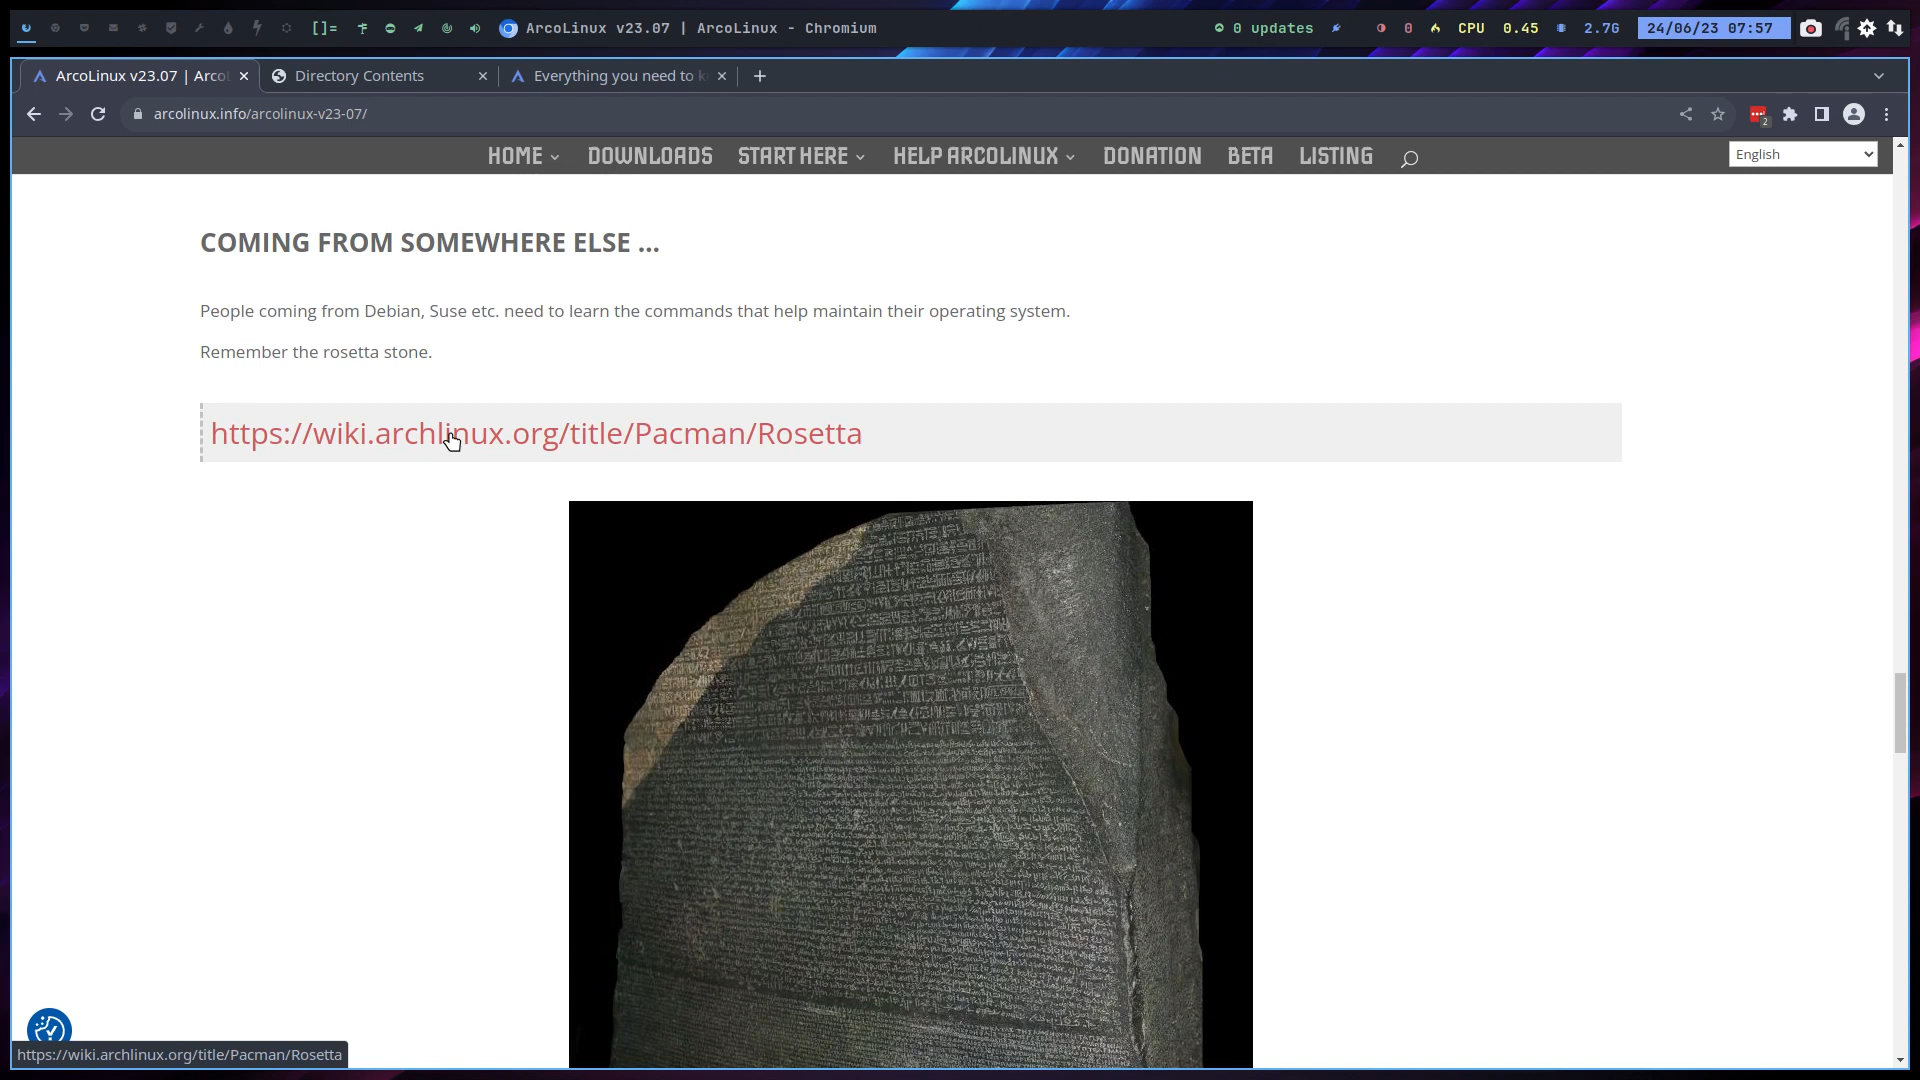 []=
ArcoLinux v23.07 | ArcoLinux - Chromium
0 updates
0
CPU 0.45
2.7G
24/06/23 07:57
ArcoLinux v23.07 | Arco
Directory Contents
Everything you need to k
arcolinux.info/arcolinux-v23-07/
2
HOME
DOWNLOADS
START HERE
HELP ARCOLINUX
DONATION
BETA
LISTING
English
COMING FROM SOMEWHERE ELSE ...
People coming from Debian, Suse etc. need to learn the commands that help maintain their operating system.
Remember the rosetta stone.
https://wiki.archlinux.org/title/Pacman/Rosetta
https://wiki.archlinux.org/title/Pacman/Rosetta